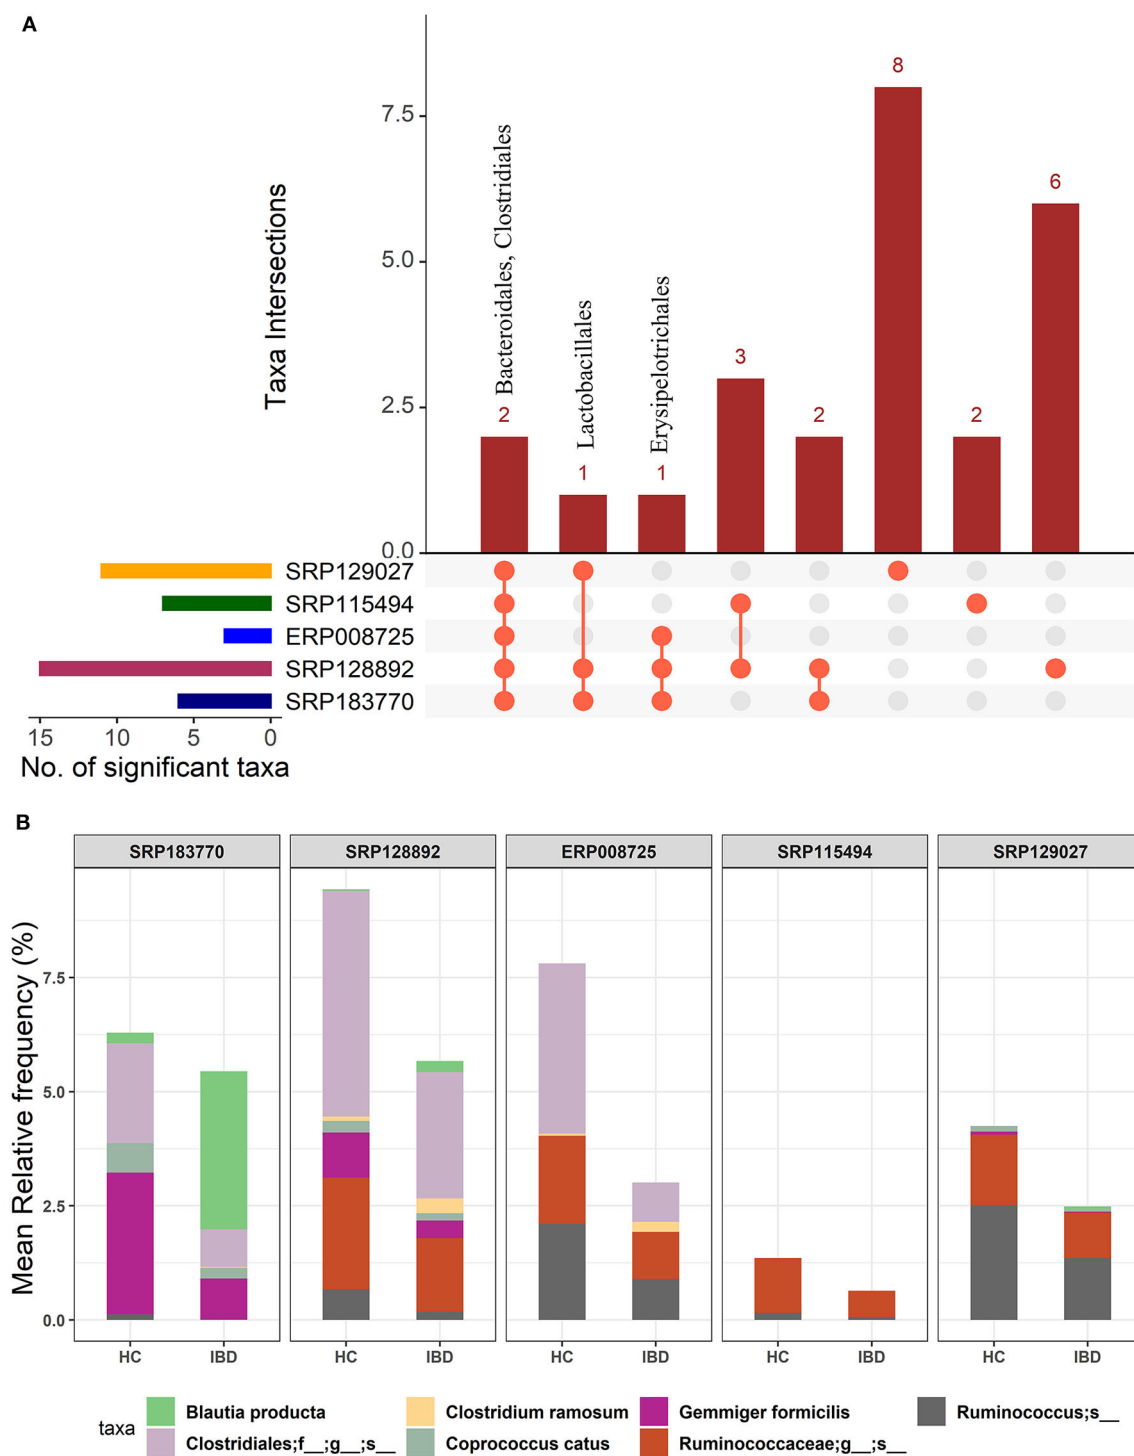 A
Taxa Intersections
7.5
5.0
2.5
0.0
Bacteroidales, Clostridiales
Lactobacillales
Erysipelotrichales
2
1
1
3
2
8
2
6
SRP129027
SRP115494
ERP008725
SRP128892
SRP183770
15 10 5 0
No. of significant taxa
B
SRP183770 SRP128892 ERP008725 SRP115494 SRP129027
Mean Relative frequency (%)
7.5
5.0
2.5
0.0
HC IBD HC IBD HC IBD HC IBD HC IBD
taxa
Blautia producta Clostridium ramosum Gemmiger formicilis Ruminococcus;s__
Clostridiales;f__;g__;s__ Coprococcus catus Ruminococcaceae;g__;s__